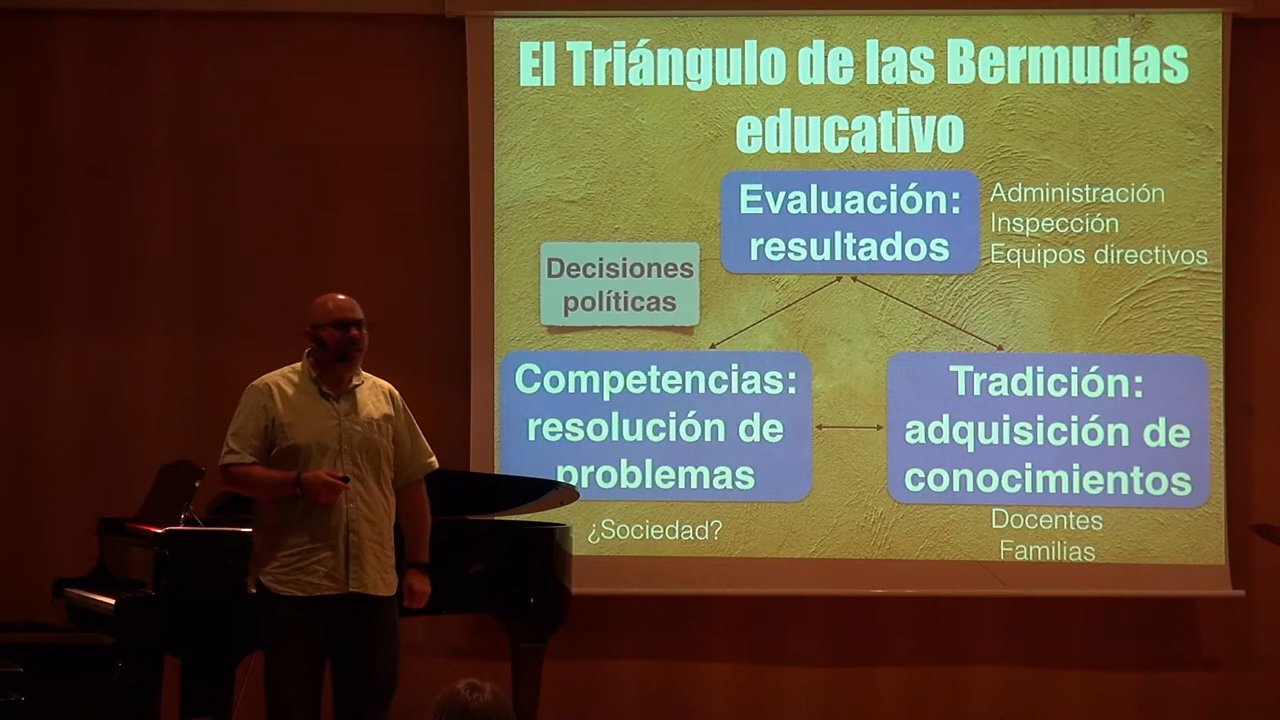 El Triángulo de las Bermudas
educativo
Evaluación:
resultados
Administración
Inspección
Equipos directivos
Decisiones
políticas
Competencias:
resolución de
problemas
Tradición:
adquisición de
conocimientos
¿Sociedad?
Docentes
Familias